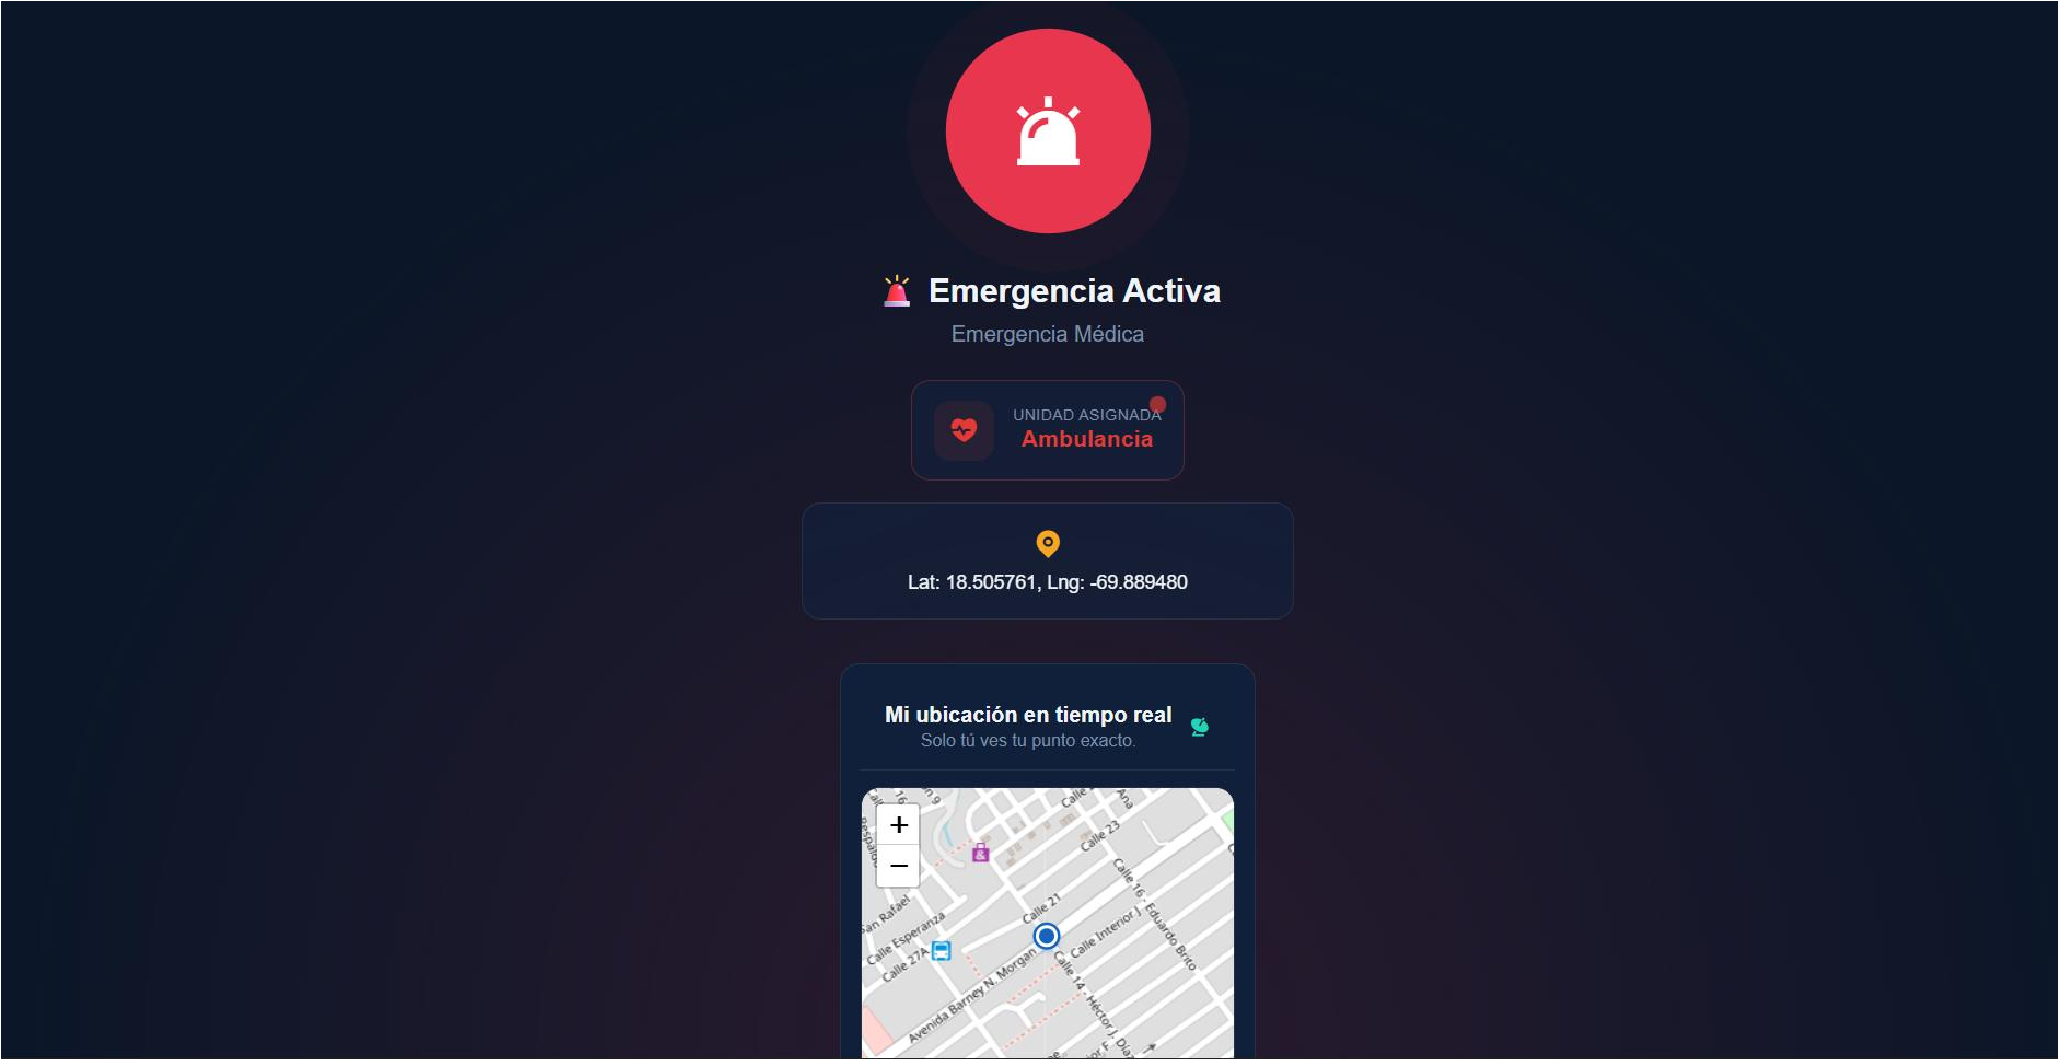 Emergencia Activa
Emergencia Médica
UNIDAD ASIGNADA
Ambulancia
Lat: 18.505761, Lng: -69.889480
Mi ubicación en tiempo real
Solo tú ves tu punto exacto.
+
−
16
Ana
Calle 23
Calle 16 - Eduardo Brito
San Rafael
Calle 21
Calle Esperanza
Calle Interior J
Calle 27A
Avenida Barney N. Morgan
Calle 14 - Héctor J. Díaz